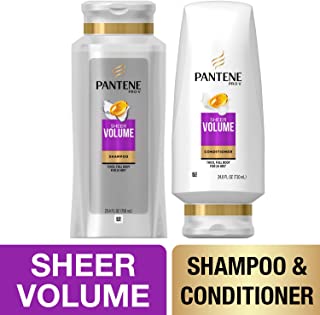 PANTENE
PRO-V
SHEER
VOLUME
SHAMPOO
PANTENE
PRO-V
SHEER
VOLUME
CONDITIONER
SHEER
VOLUME
SHAMPOO &
CONDITIONER